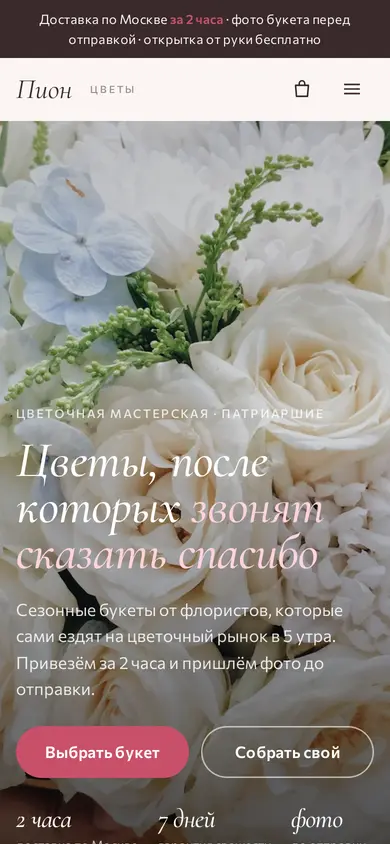 Доставка по Москве за 2 часа · фото букета перед
отправкой · открытка от руки бесплатно
Пион ЦВЕТЫ
ЦВЕТОЧНАЯ МАСТЕРСКАЯ · ПАТРИАРШИЕ
Цветы, после
которых звонят
сказать спасибо
Сезонные букеты от флористов, которые
сами ездят на цветочный рынок в 5 утра.
Привезём за 2 часа и пришлём фото до
отправки.
Выбрать букет Собрать свой
2 часа 7 дней фото